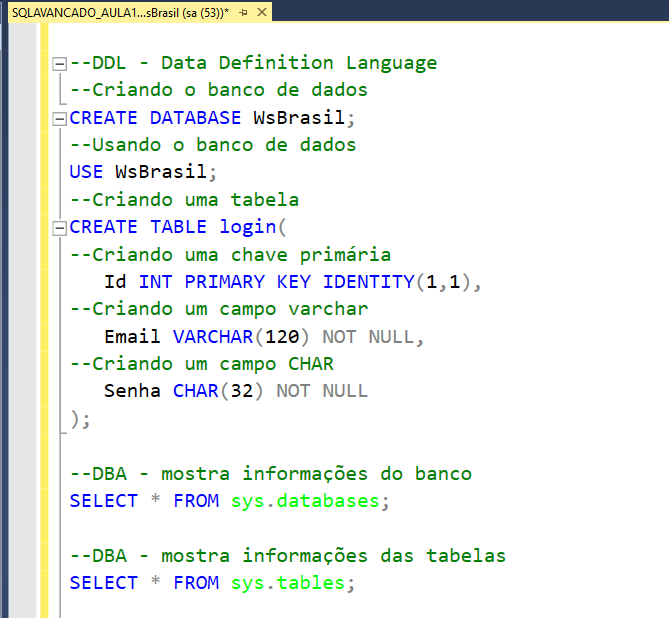 SQLAVANCADO_AULA1...sBrasil (sa (53))*
--DDL - Data Definition Language
--Criando o banco de dados
CREATE DATABASE WsBrasil;
--Usando o banco de dados
USE WsBrasil;
--Criando uma tabela
CREATE TABLE login(
--Criando uma chave primária
Id INT PRIMARY KEY IDENTITY(1,1),
--Criando um campo varchar
Email VARCHAR(120) NOT NULL,
--Criando um campo CHAR
Senha CHAR(32) NOT NULL
);
--DBA - mostra informações do banco
SELECT * FROM sys.databases;
--DBA - mostra informações das tabelas
SELECT * FROM sys.tables;